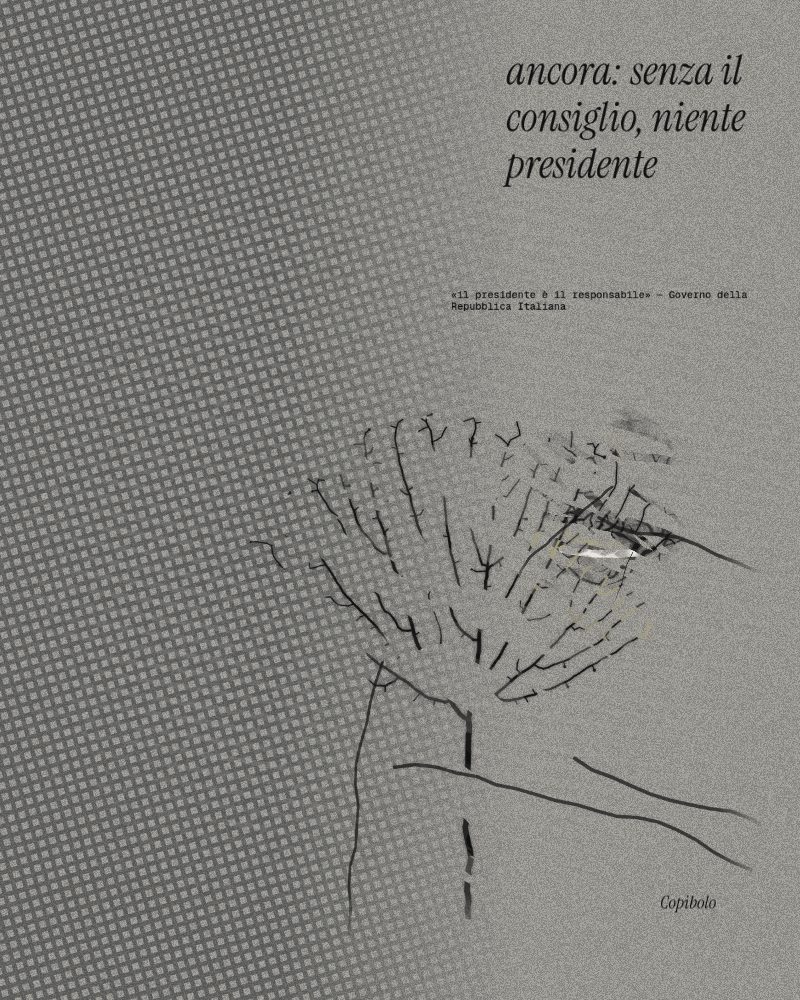 ancora: senza il
consiglio, niente
presidente
«il presidente è il responsabile» — Governo della
Repubblica Italiana
Copibolo